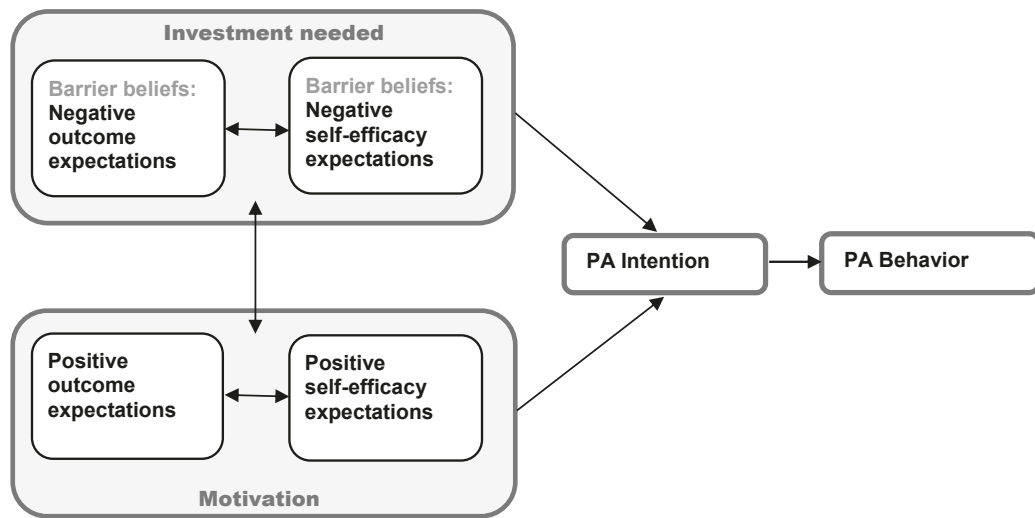 Investment needed
Barrier beliefs:
Negative
outcome
expectations
Barrier beliefs:
Negative
self-efficacy
expectations
PA Intention
PA Behavior
Positive
outcome
expectations
Positive
self-efficacy
expectations
Motivation